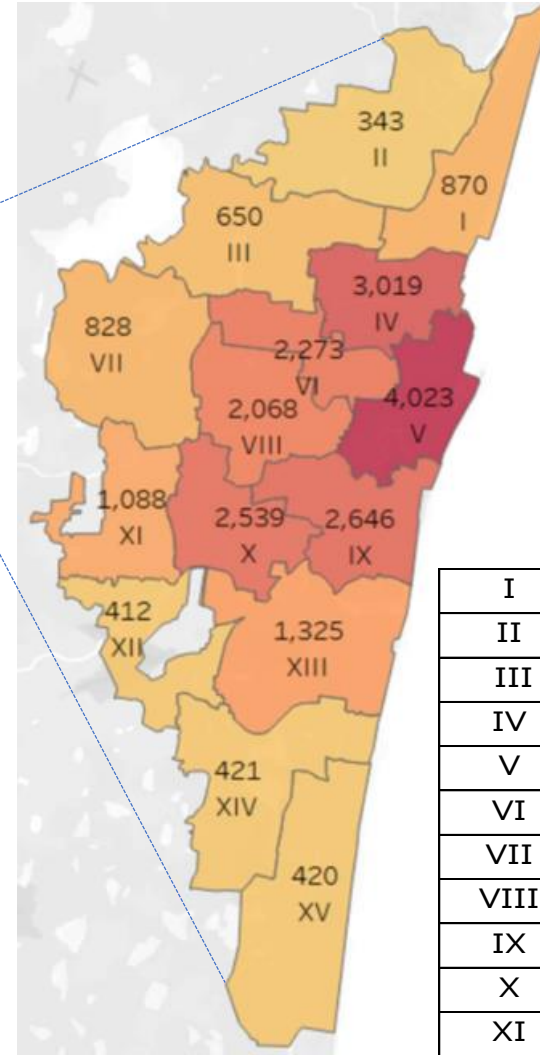 343
II
870
I
650
III
3,019
IV
828
VII
2,273
VI
4,023
V
2,068
VIII
1,088
XI
2,539
X
2,646
IX
412
XII
1,325
XIII
421
XIV
420
XV
I
II
III
IV
V
VI
VII
VIII
IX
X
XI